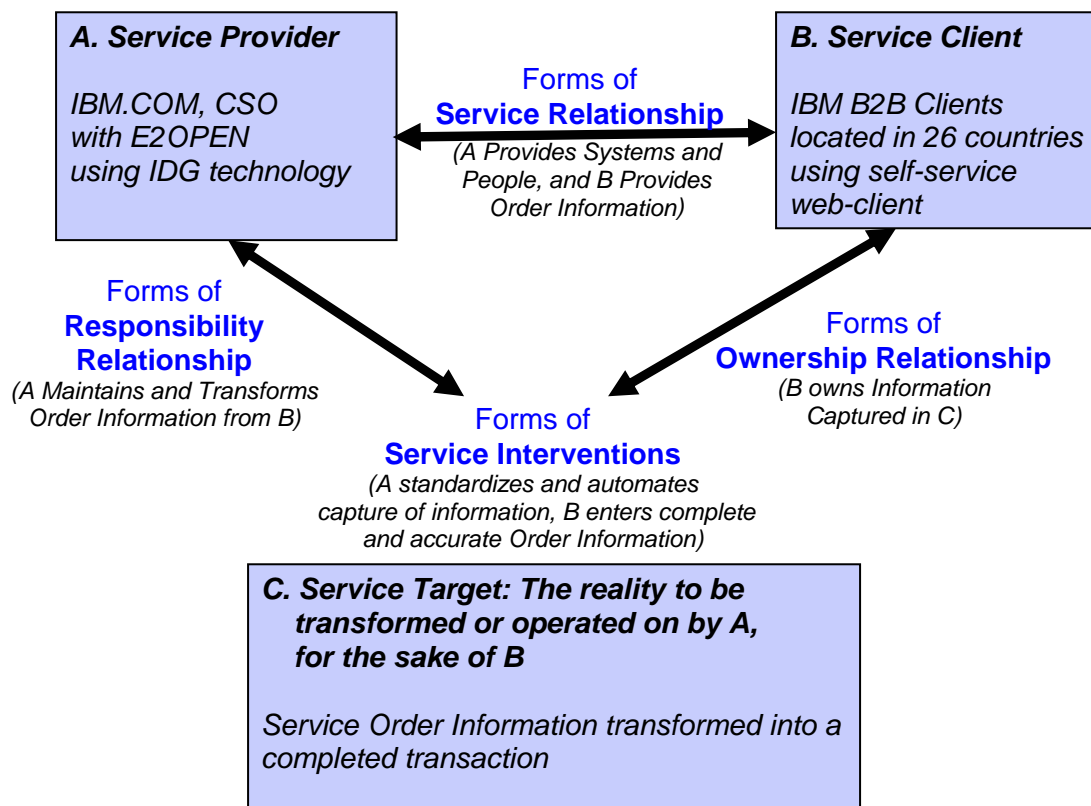 A. Service Provider
IBM.COM, CSO
with E2OPEN
using IDG technology
Forms of
Service Relationship
(A Provides Systems and
People, and B Provides
Order Information)
B. Service Client
IBM B2B Clients
located in 26 countries
using self-service
web-client
Forms of
Responsibility
Relationship
(A Maintains and Transforms
Order Information from B)
Forms of
Ownership Relationship
(B owns Information
Captured in C)
Forms of
Service Interventions
(A standardizes and automates
capture of information, B enters complete
and accurate Order Information)
C. Service Target: The reality to be
transformed or operated on by A,
for the sake of B
Service Order Information transformed into a
completed transaction